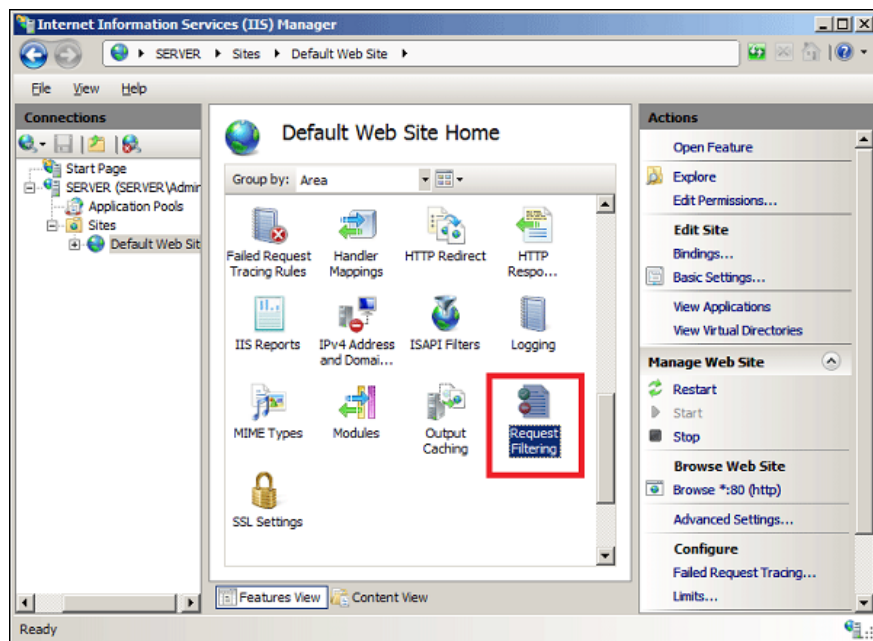 Internet Information Services (IIS) Manager
SERVER Sites Default Web Site
File View Help
Connections
Start Page
SERVER (SERVER\Admir
Application Pools
Sites
Default Web Sit
Default Web Site Home
Group by: Area
Failed Request Tracing Rules
Handler Mappings
HTTP Redirect
HTTP Respo...
IIS Reports
IPv4 Address and Domai...
ISAPI Filters
Logging
MIME Types
Modules
Output Caching
Request Filtering
SSL Settings
Features View
Content View
Actions
Open Feature
Explore
Edit Permissions...
Edit Site
Bindings...
Basic Settings...
View Applications
View Virtual Directories
Manage Web Site
Restart
Start
Stop
Browse Web Site
Browse *:80 (http)
Advanced Settings...
Configure
Failed Request Tracing...
Limits...
Ready